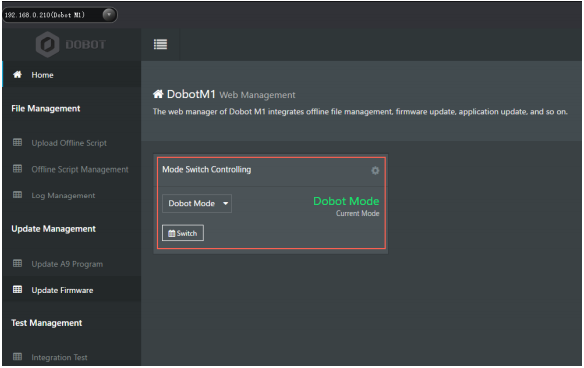 192.168.0.210(Dobot M1)
DOBOT
Home
DobotM1 Web Management
The web manager of Dobot M1 integrates offline file management, firmware update, application update, and so on.
File Management
Upload Offline Script
Offline Script Management
Log Management
Mode Switch Controlling
Dobot Mode
Dobot Mode
Current Mode
Switch
Update Management
Update A9 Program
Update Firmware
Test Management
Integration Test